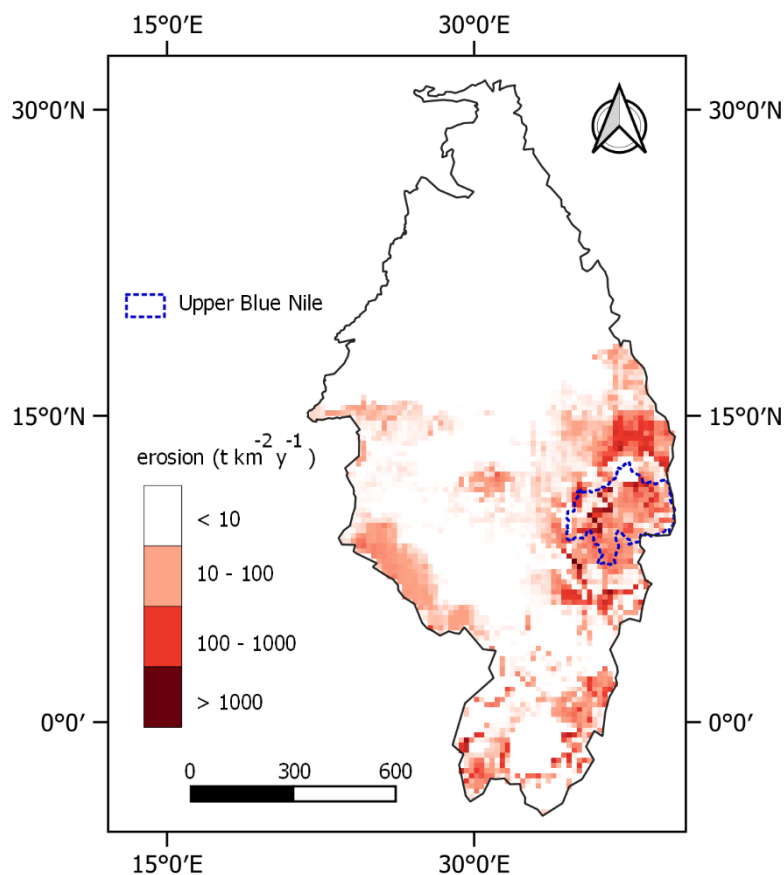 15°0′E 30°0′E
30°0′N 30°0′N
Upper Blue Nile
15°0′N 15°0′N
erosion (t km⁻² y⁻¹ )
< 10
10 - 100
100 - 1000
> 1000
0°0′ 0°0′
0 300 600
15°0′E 30°0′E